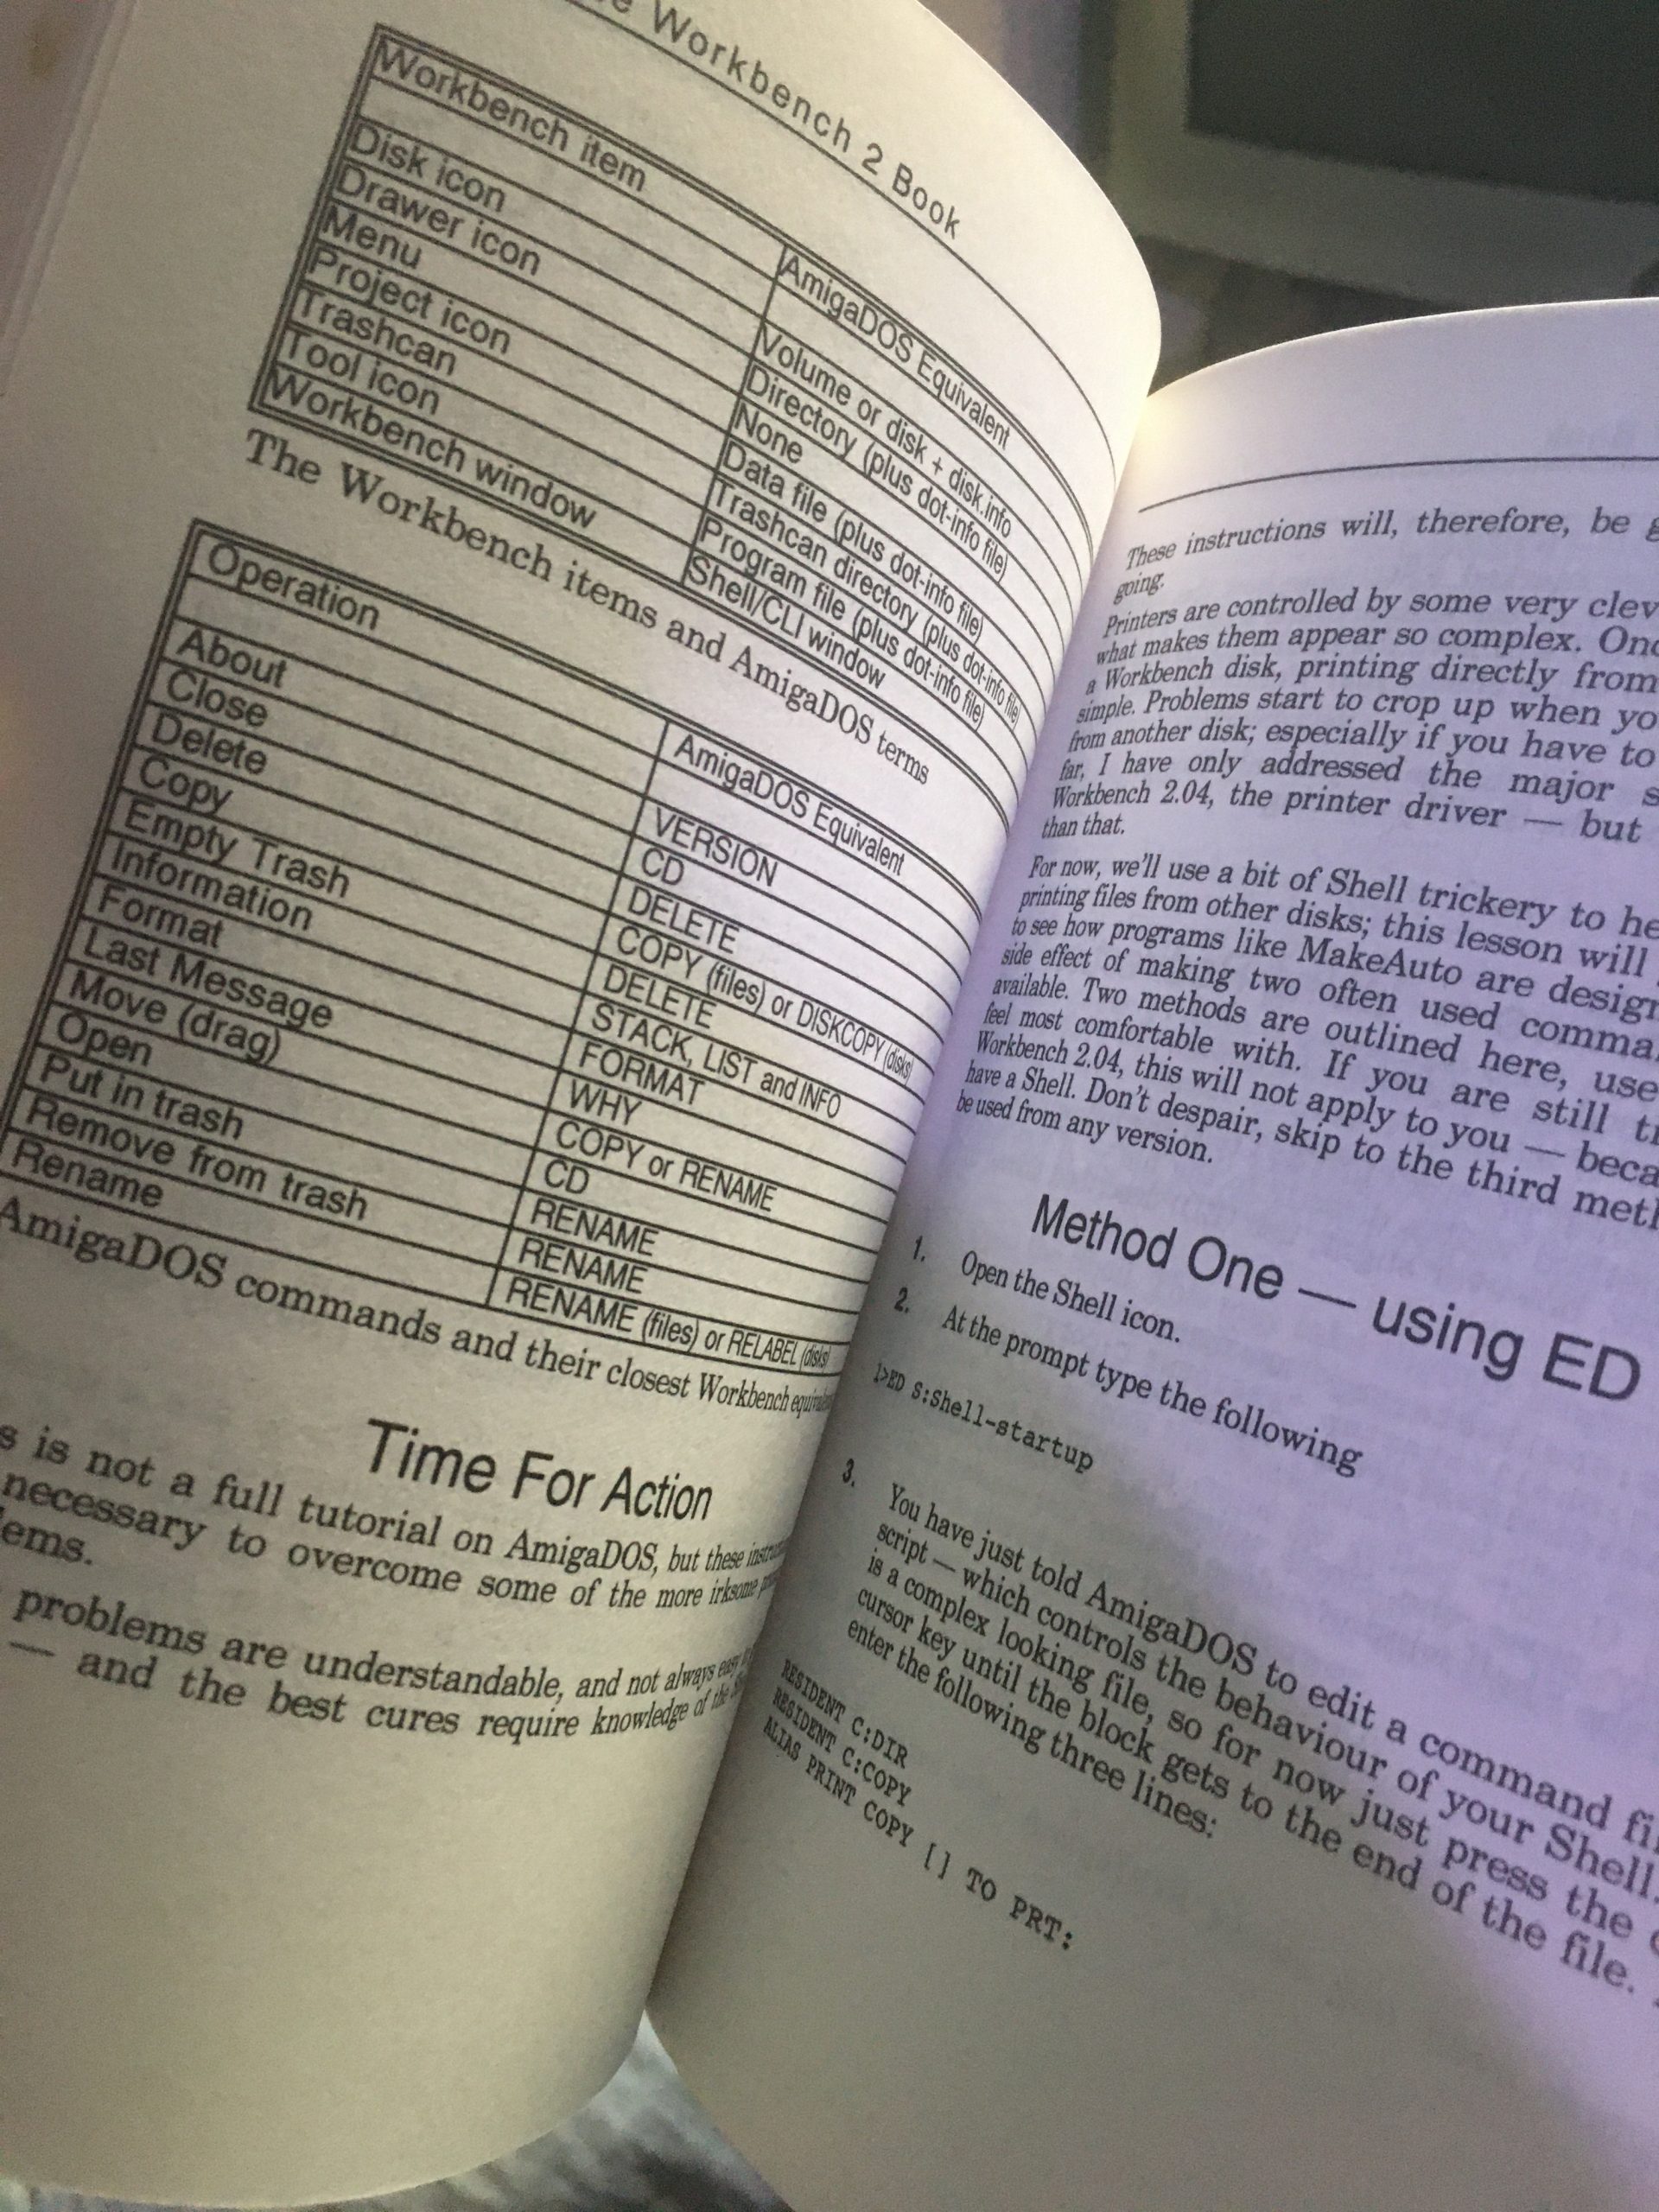 Workbench 2 Book
Workbench item AmigaDOS Equivalent
Disk icon Volume or disk + disk.info
Drawer icon Directory (plus dot-info file)
Menu None
Project icon Data file (plus dot-info file)
Trashcan Trashcan directory (plus dot-info file)
Tool icon Program file (plus dot-info file)
Workbench window Shell/CLI window
The Workbench items and AmigaDOS terms
Operation AmigaDOS Equivalent
About VERSION
Close CD
Delete DELETE
Copy COPY (files) or DISKCOPY (disks)
Empty Trash DELETE
Information STACK, LIST and INFO
Format FORMAT
Last Message WHY
Move (drag) COPY or RENAME
Open CD
Put in trash RENAME
Remove from trash RENAME
Rename RENAME (files) or RELABEL (disks)
AmigaDOS commands and their closest Workbench
Time For Action
is not a full tutorial on AmigaDOS, but these
necessary to overcome some of the more irksome
problems are understandable, and not always
— and the best cures require knowledge of the
These instructions will, therefore, be
going.
Printers are controlled by some very
what makes them appear so complex.
a Workbench disk, printing directly from
simple. Problems start to crop up when
from another disk; especially if you have to
far, I have only addressed the major
Workbench 2.04, the printer driver — but
than that.
For now, we'll use a bit of Shell trickery to
printing files from other disks; this lesson will
to see how programs like MakeAuto are
side effect of making two often used
available. Two methods are outlined here, use
feel most comfortable with. If you are still
Workbench 2.04, this will not apply to you —
have a Shell. Don't despair, skip to the third
be used from any version.
Method One — using ED
1. Open the Shell icon.
2. At the prompt type the following
1>ED S:Shell-startup
3. You have just told AmigaDOS to edit a command
script — which controls the behaviour of your Shell.
is a complex looking file, so for now just press the
cursor key until the block gets to the end of the file.
enter the following three lines:
RESIDENT C:DIR
RESIDENT C:COPY
ALIAS PRINT COPY [] TO PRT: